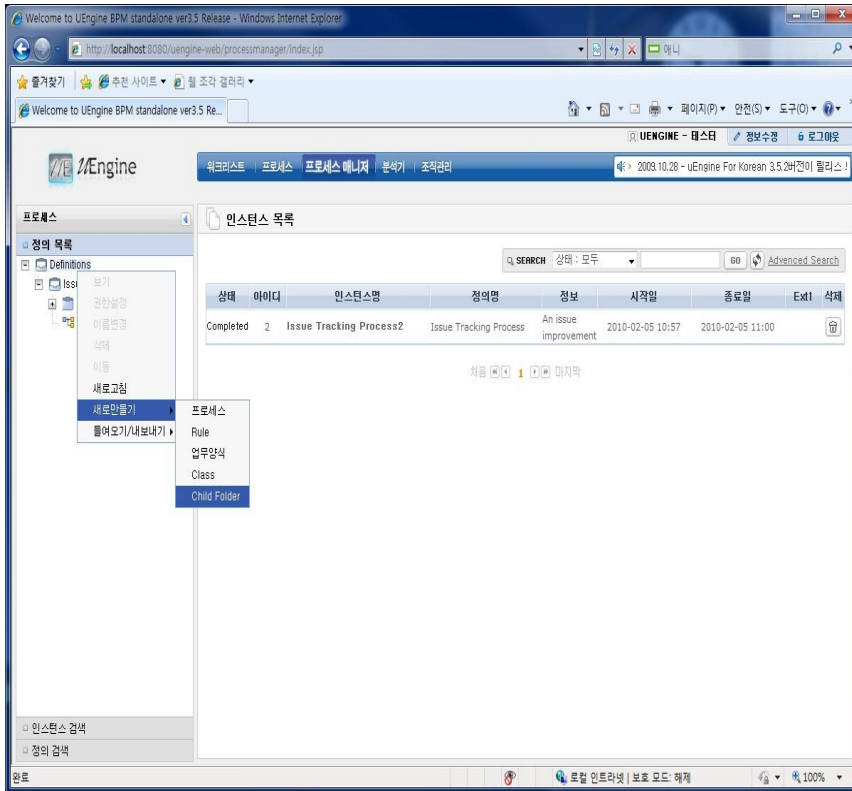 Welcome to UEngine BPM standalone ver3.5 Release - Windows Internet Explorer
http://localhost:8080/uengine-web/processmanager/index.jsp
애니
즐겨찾기 추천 사이트 웹 조각 갤러리
Welcome to UEngine BPM standalone ver3.5 Re...
페이지(P) 안전(S) 도구(O)
UENGINE - 테스터 정보수정 로그아웃
UEngine
워크리스트 프로세스 프로세스 매니저 분석기 조직관리
2009.10.28 - uEngine For Korean 3.5.2버전이 릴리스 !
프로세스
인스턴스 목록
정의 목록
Definitions
Issu
SEARCH 상태 : 모두 GO Advanced Search
상태 아이디 인스턴스명 정의명 정보 시작일 종료일 Ext1 삭제
Completed 2 Issue Tracking Process2 Issue Tracking Process An issue improvement 2010-02-05 10:57 2010-02-05 11:00
처음 1 마지막
보기
권한설정
이름변경
삭제
이동
새로고침
새로만들기
들여오기/내보내기
프로세스
Rule
업무양식
Class
Child Folder
인스턴스 검색
정의 검색
완료
로컬 인트라넷 | 보호 모드: 해제
100%